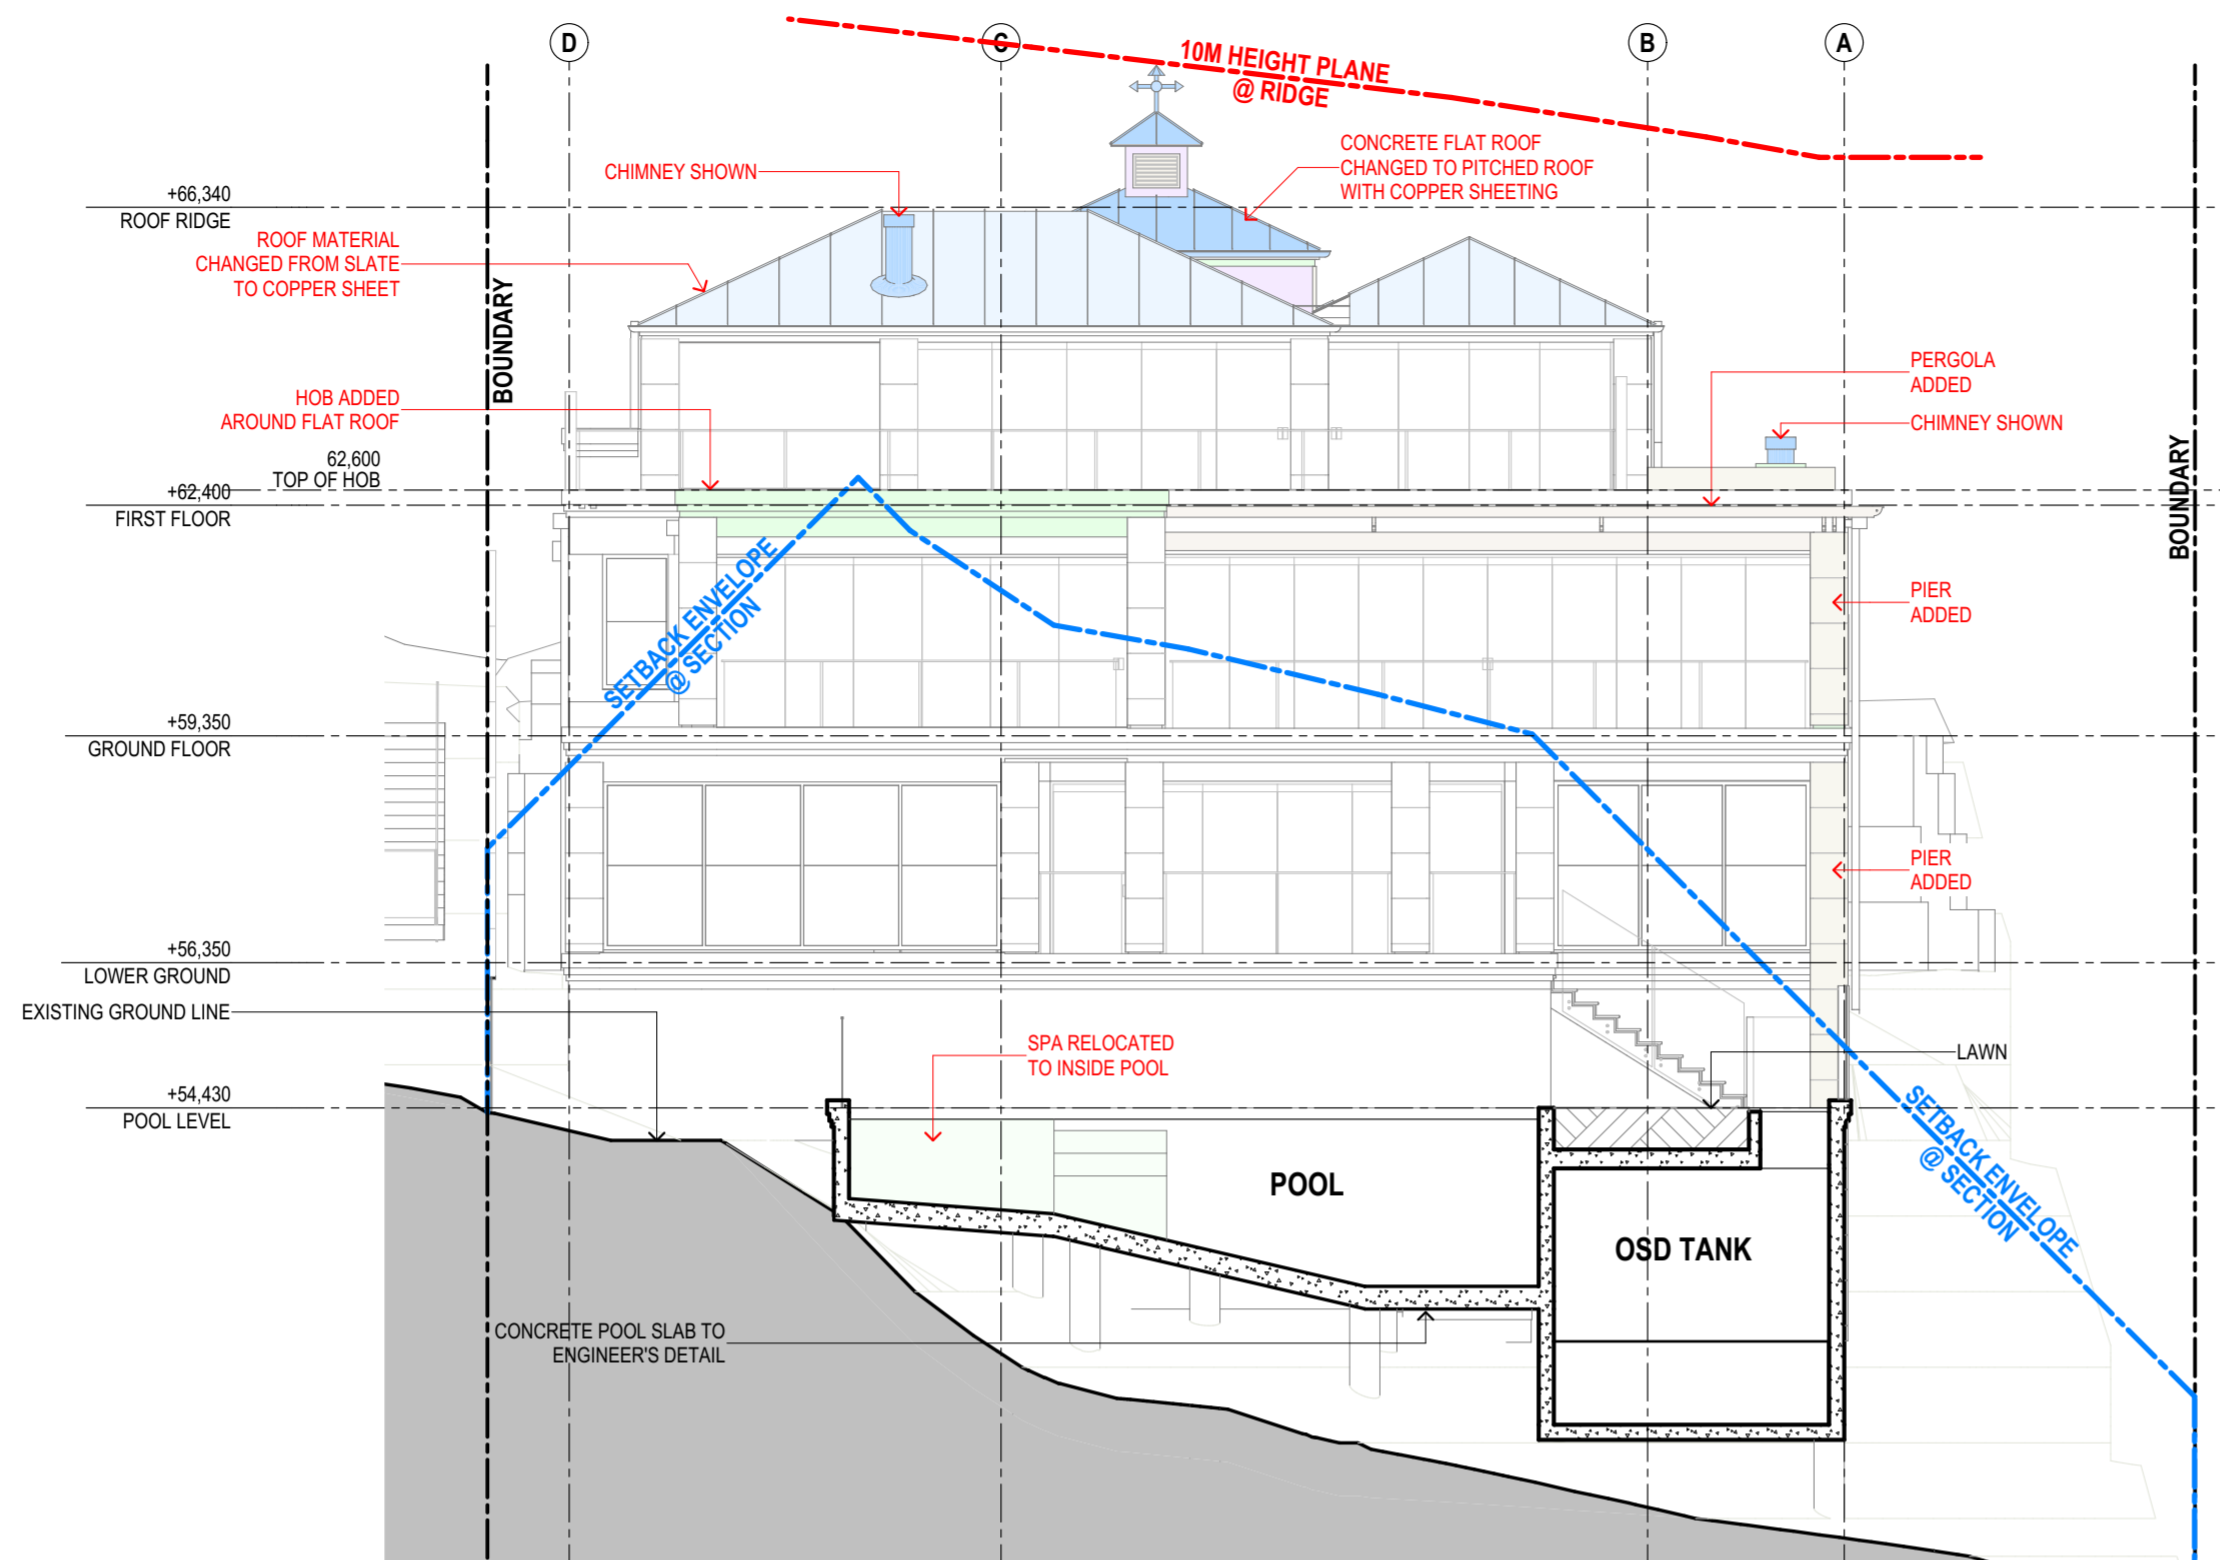 D
C
B
A
10M HEIGHT PLANE
@ RIDGE
CHIMNEY SHOWN
CONCRETE FLAT ROOF
CHANGED TO PITCHED ROOF
WITH COPPER SHEETING
+66,340
ROOF RIDGE
ROOF MATERIAL
CHANGED FROM SLATE
TO COPPER SHEET
BOUNDARY
PERGOLA
ADDED
HOB ADDED
AROUND FLAT ROOF
CHIMNEY SHOWN
BOUNDARY
62,600
TOP OF HOB
+62,400
FIRST FLOOR
SETBACK ENVELOPE
@ SECTION
PIER
ADDED
+59,350
GROUND FLOOR
PIER
ADDED
+56,350
LOWER GROUND
EXISTING GROUND LINE
SPA RELOCATED
TO INSIDE POOL
LAWN
+54,430
POOL LEVEL
SETBACK ENVELOPE
@ SECTION
POOL
OSD TANK
CONCRETE POOL SLAB TO
ENGINEER'S DETAIL